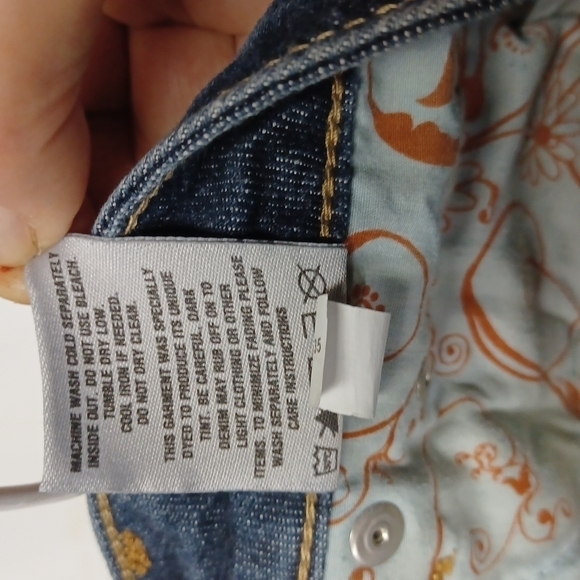 MACHINE WASH COLD SEPARATELY
INSIDE OUT. DO NOT USE BLEACH.
TUMBLE DRY LOW.
COOL IRON IF NEEDED.
DO NOT DRY CLEAN.
THIS GARMENT WAS SPECIALLY
DYED TO PRODUCE ITS UNIQUE
TINT. BE CAREFUL, DARK
DENIM MAY RUB OFF ON TO
LIGHT CLOTHING OR OTHER
ITEMS. TO MINIMIZE FADING PLEASE
WASH SEPARATELY AND FOLLOW
CARE INSTRUCTIONS